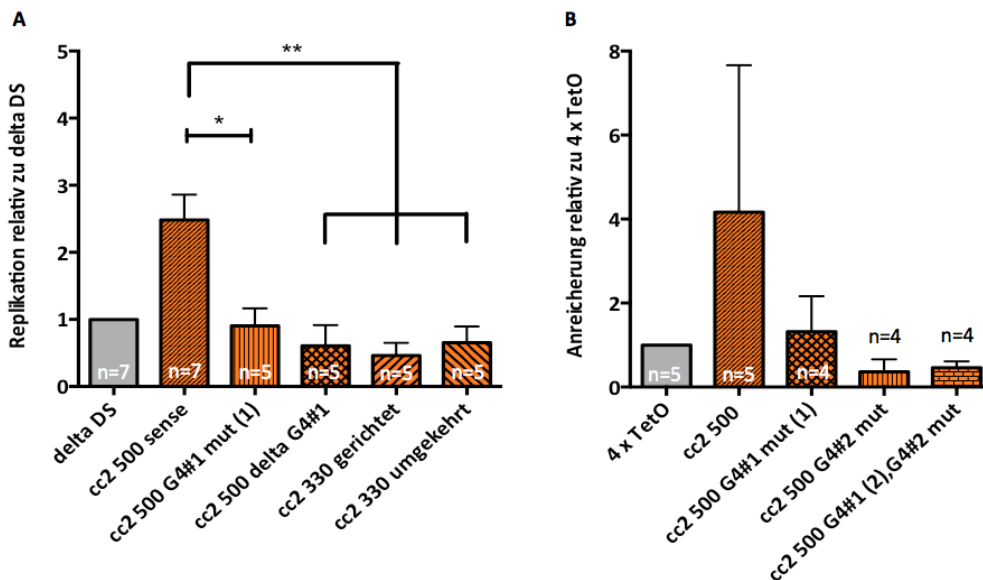 A
Replikation relativ zu delta DS
5
4
3
2
1
0
**
*
n=7
n=7
n=5
n=5
n=5
n=5
delta DS
cc2 500 sense
cc2 500 G4#1 mut (1)
cc2 500 delta G4#1
cc2 330 gerichtet
cc2 330 umgekehrt
B
Anreicherung relativ zu 4 x TetO
8
6
4
2
0
n=5
n=5
n=4
n=4
n=4
4 x TetO
cc2 500
cc2 500 G4#1 mut (1)
cc2 500 G4#2 mut
cc2 500 G4#1 (2),G4#2 mut